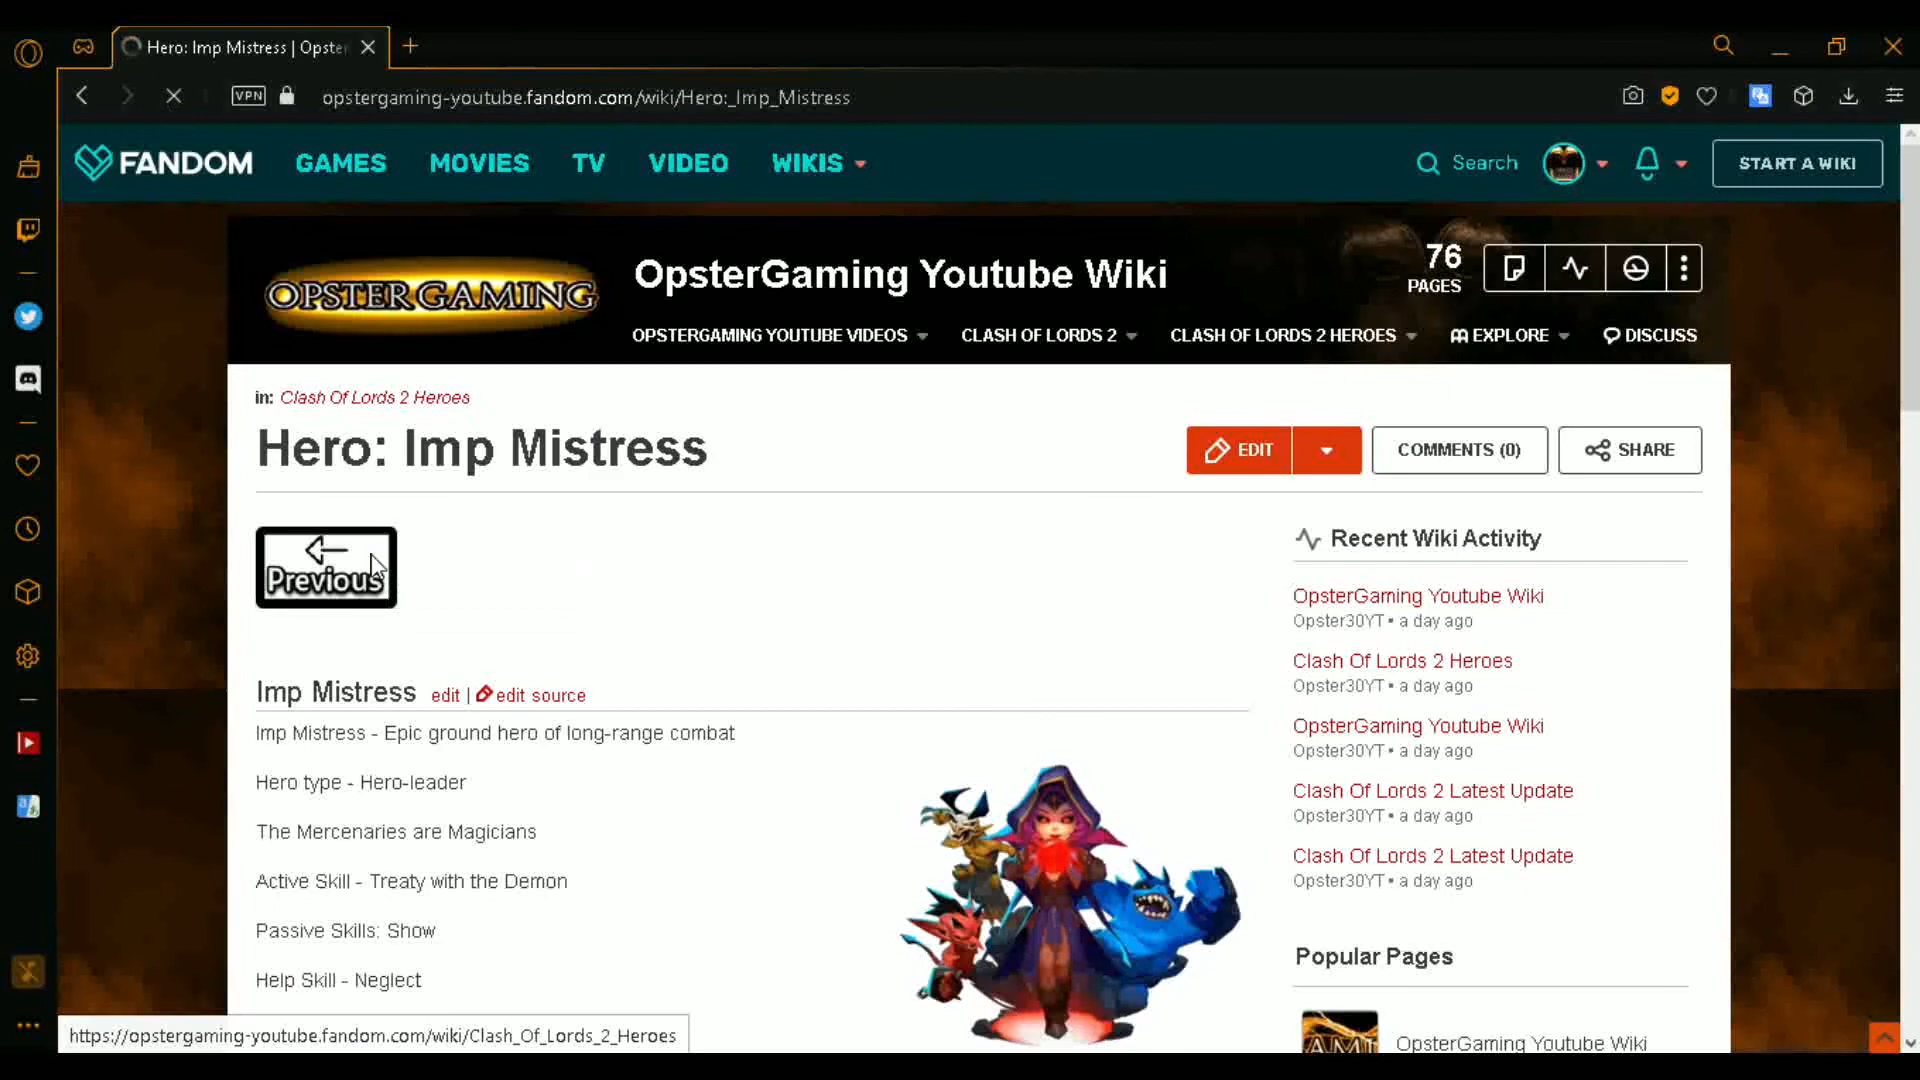 Hero: Imp Mistress | Opster
VPN
opstergaming-youtube.fandom.com/wiki/Hero:_Imp_Mistress
FANDOM
GAMES
MOVIES
TV
VIDEO
WIKIS
Search
START A WIKI
OPSTER GAMING
OpsterGaming Youtube Wiki
76
PAGES
OPSTERGAMING YOUTUBE VIDEOS
CLASH OF LORDS 2
CLASH OF LORDS 2 HEROES
EXPLORE
DISCUSS
in: Clash Of Lords 2 Heroes
Hero: Imp Mistress
EDIT
COMMENTS (0)
SHARE
Previous
Imp Mistress edit | edit source
Imp Mistress - Epic ground hero of long-range combat
Hero type - Hero-leader
The Mercenaries are Magicians
Active Skill - Treaty with the Demon
Passive Skills: Show
Help Skill - Neglect
Recent Wiki Activity
OpsterGaming Youtube Wiki
Opster30YT • a day ago
Clash Of Lords 2 Heroes
Opster30YT • a day ago
OpsterGaming Youtube Wiki
Opster30YT • a day ago
Clash Of Lords 2 Latest Update
Opster30YT • a day ago
Clash Of Lords 2 Latest Update
Opster30YT • a day ago
Popular Pages
AMI
OpsterGaming Youtube Wiki
https://opstergaming-youtube.fandom.com/wiki/Clash_Of_Lords_2_Heroes